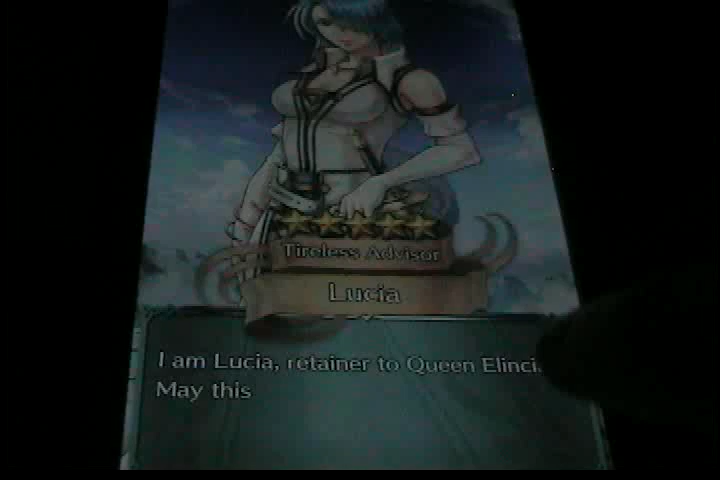 Tireless Advisor
Lucia
I am Lucia, retainer to Queen Elinci
May this